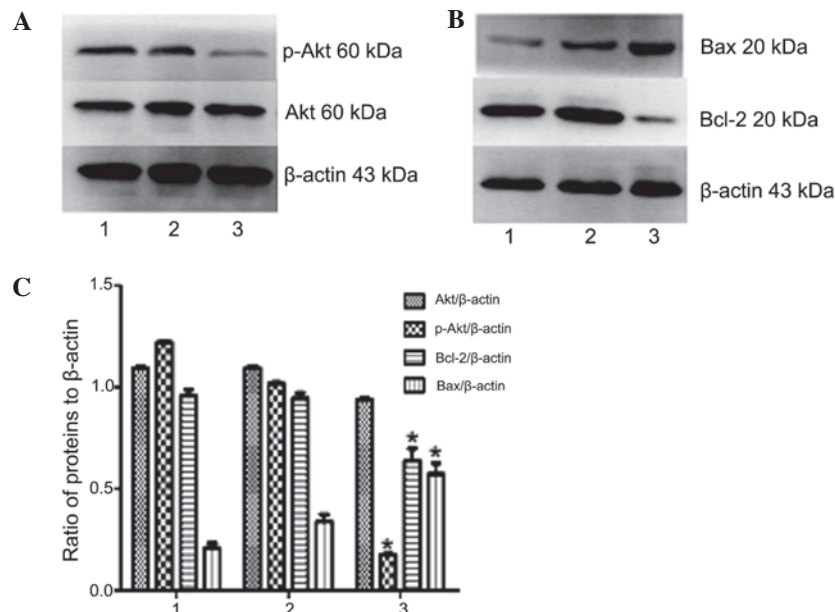 A
p-Akt 60 kDa
Akt 60 kDa
β-actin 43 kDa
1 2 3
B
Bax 20 kDa
Bcl-2 20 kDa
β-actin 43 kDa
1 2 3
C
Ratio of proteins to β-actin
1.5
1.0
0.5
0.0
Akt/β-actin
p-Akt/β-actin
Bcl-2/β-actin
Bax/β-actin
* * *
1 2 3